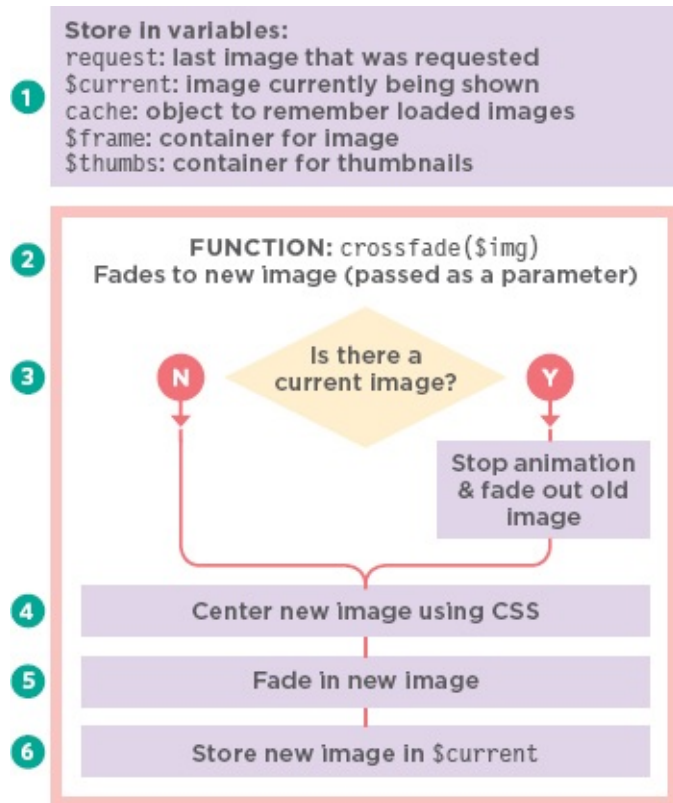 1
Store in variables:
request: last image that was requested
$current: image currently being shown
cache: object to remember loaded images
$frame: container for image
$thumbs: container for thumbnails
2
FUNCTION: crossfade($img)
Fades to new image (passed as a parameter)
3
N
Is there a
current image?
Y
Stop animation
& fade out old
image
4
Center new image using CSS
5
Fade in new image
6
Store new image in $current